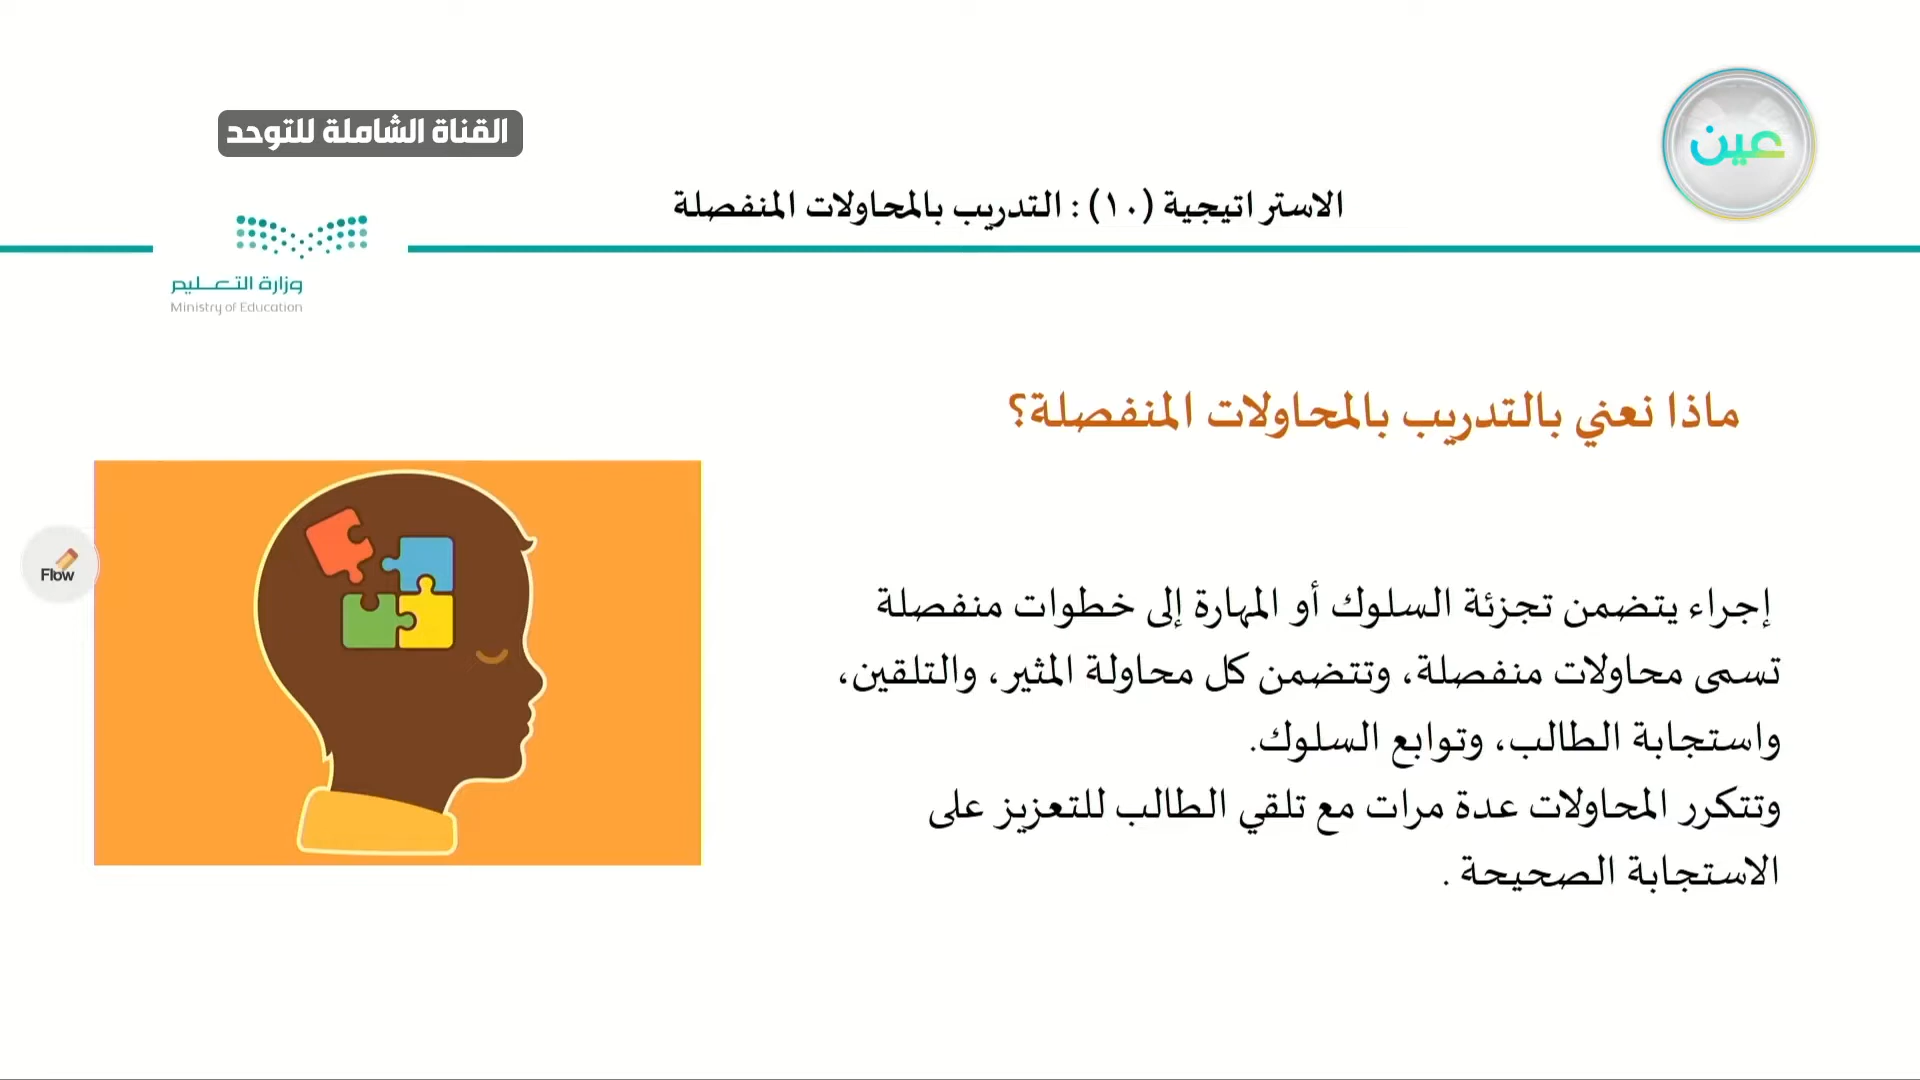 القناة الشاملة للتوحد
عين
الاستراتيجية (١٠) : التدريب بالمحاولات المنفصلة
وزارة التعليم
Ministry of Education
ماذا نعني بالتدريب بالمحاولات المنفصلة؟
Flow
إجراء يتضمن تجزئة السلوك أو المهارة إلى خطوات منفصلة
تسمى محاولات منفصلة، وتتضمن كل محاولة المثير، والتلقين،
واستجابة الطالب، وتوابع السلوك.
وتتكرر المحاولات عدة مرات مع تلقي الطالب للتعزيز على
الاستجابة الصحيحة .